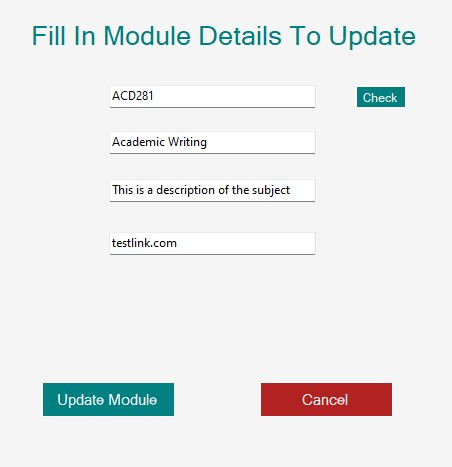 Fill In Module Details To Update
ACD281
Check
Academic Writing
This is a description of the subject
testlink.com
Update Module
Cancel